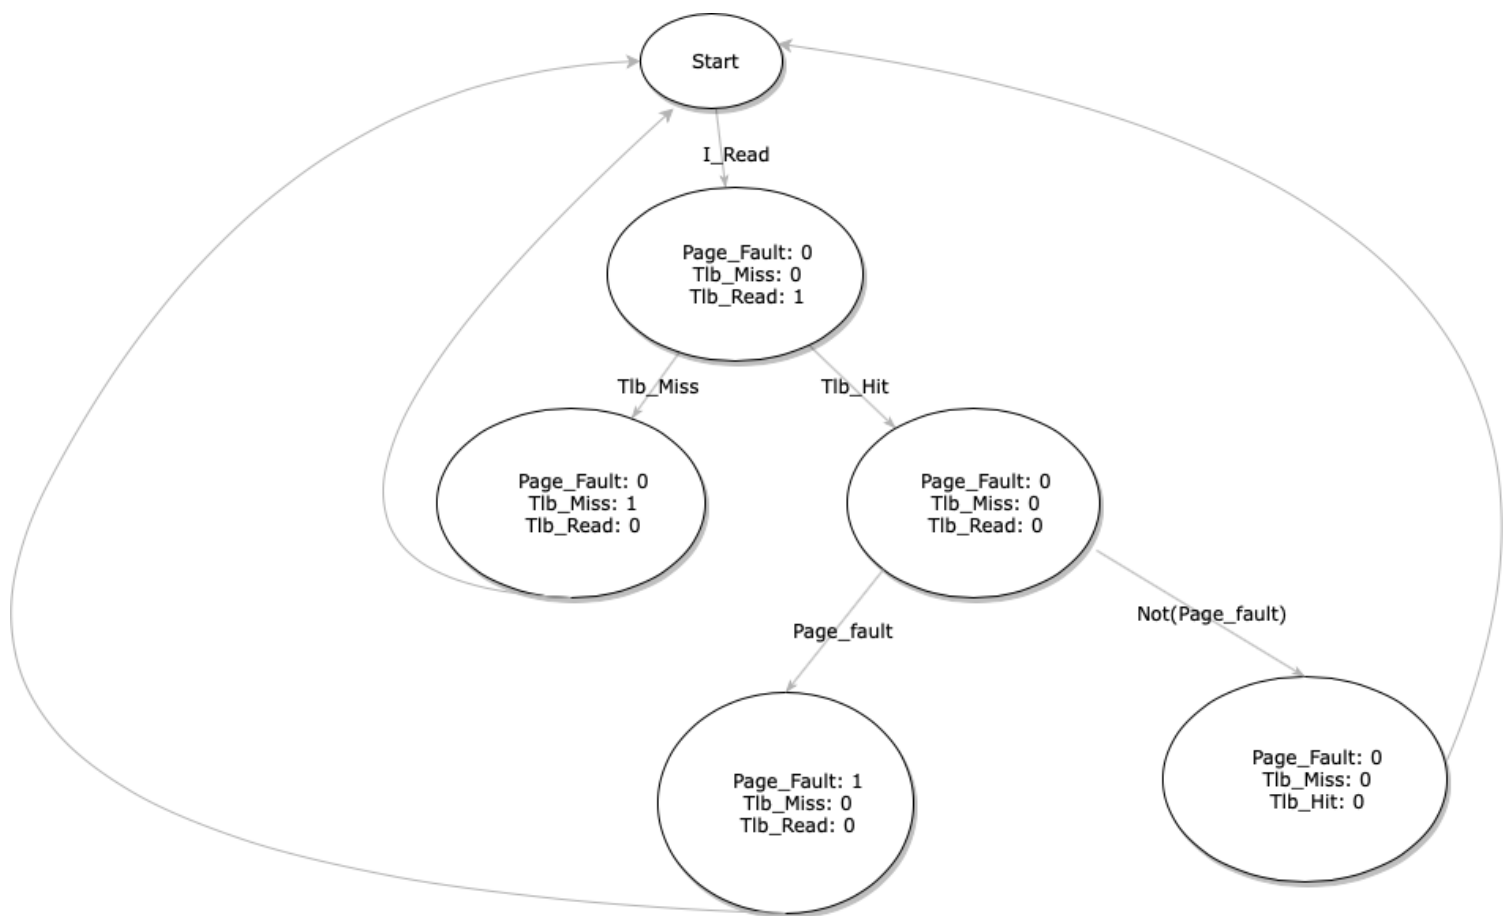 Start
I_Read
Page_Fault: 0
Tlb_Miss: 0
Tlb_Read: 1
Tlb_Miss
Tlb_Hit
Page_Fault: 0
Tlb_Miss: 1
Tlb_Read: 0
Page_Fault: 0
Tlb_Miss: 0
Tlb_Read: 0
Page_fault
Not(Page_fault)
Page_Fault: 1
Tlb_Miss: 0
Tlb_Read: 0
Page_Fault: 0
Tlb_Miss: 0
Tlb_Hit: 0